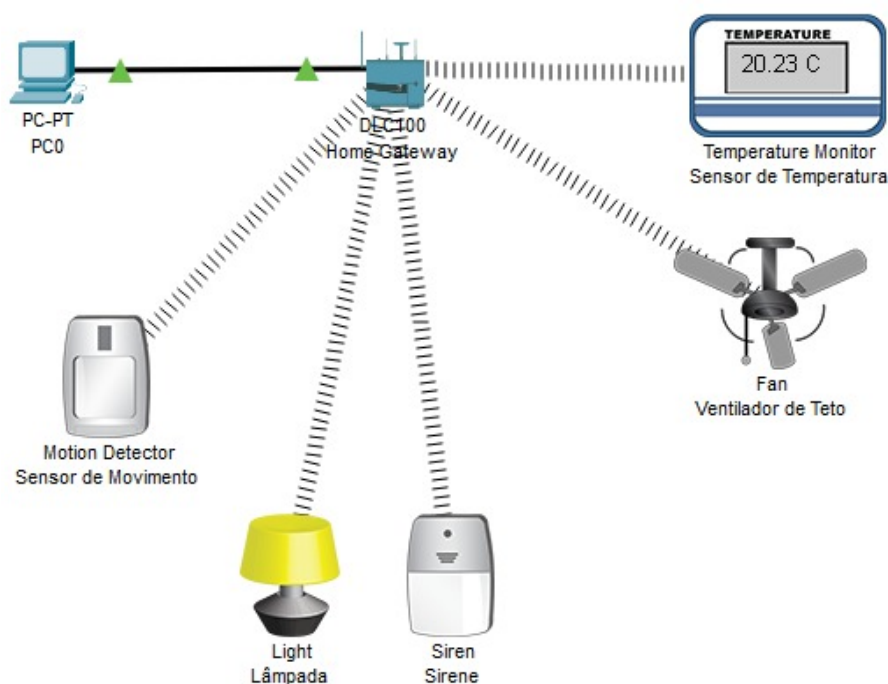 TEMPERATURE
20.23 C
PC-PT
PC0
DLC100
Home Gateway
Temperature Monitor
Sensor de Temperatura
Fan
Ventilador de Teto
Motion Detector
Sensor de Movimento
Light
Lâmpada
Siren
Sirene